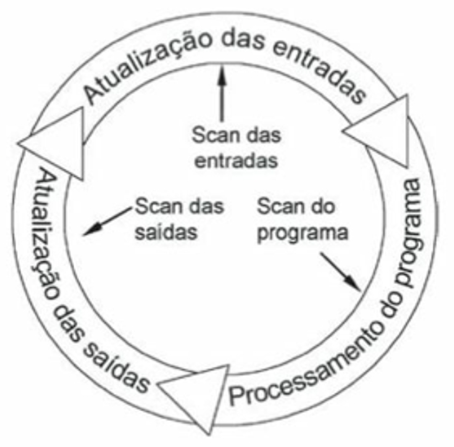 Atualização das entradas
Scan das
entradas
Scan das
saídas
Scan do
programa
Atualização das saídas
Processamento do programa